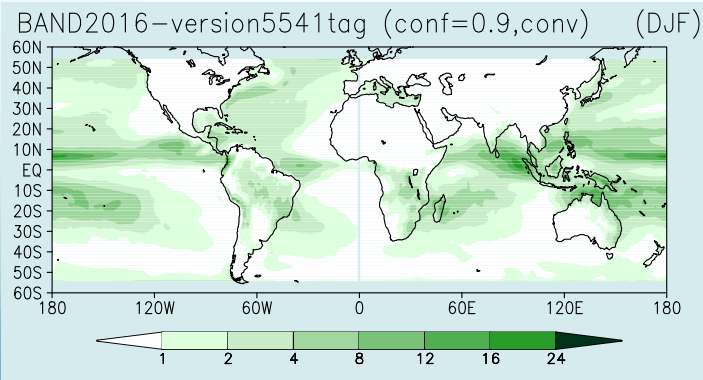 BAND2016-version5541tag (conf=0.9,conv) (DJF)
60N
50N
40N
30N
20N
10N
EQ
10S
20S
30S
40S
50S
60S
180 120W 60W 0 60E 120E 180
1 2 4 8 12 16 24